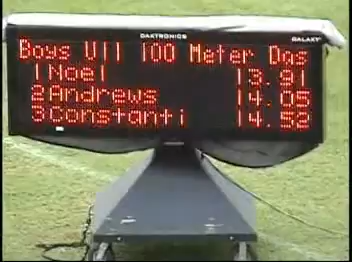 DAKTRONICS GALAXY
Boys U11 100 Meter Das
1 Noel 13.91
2 Andrews 14.05
3 Constanti 14.52